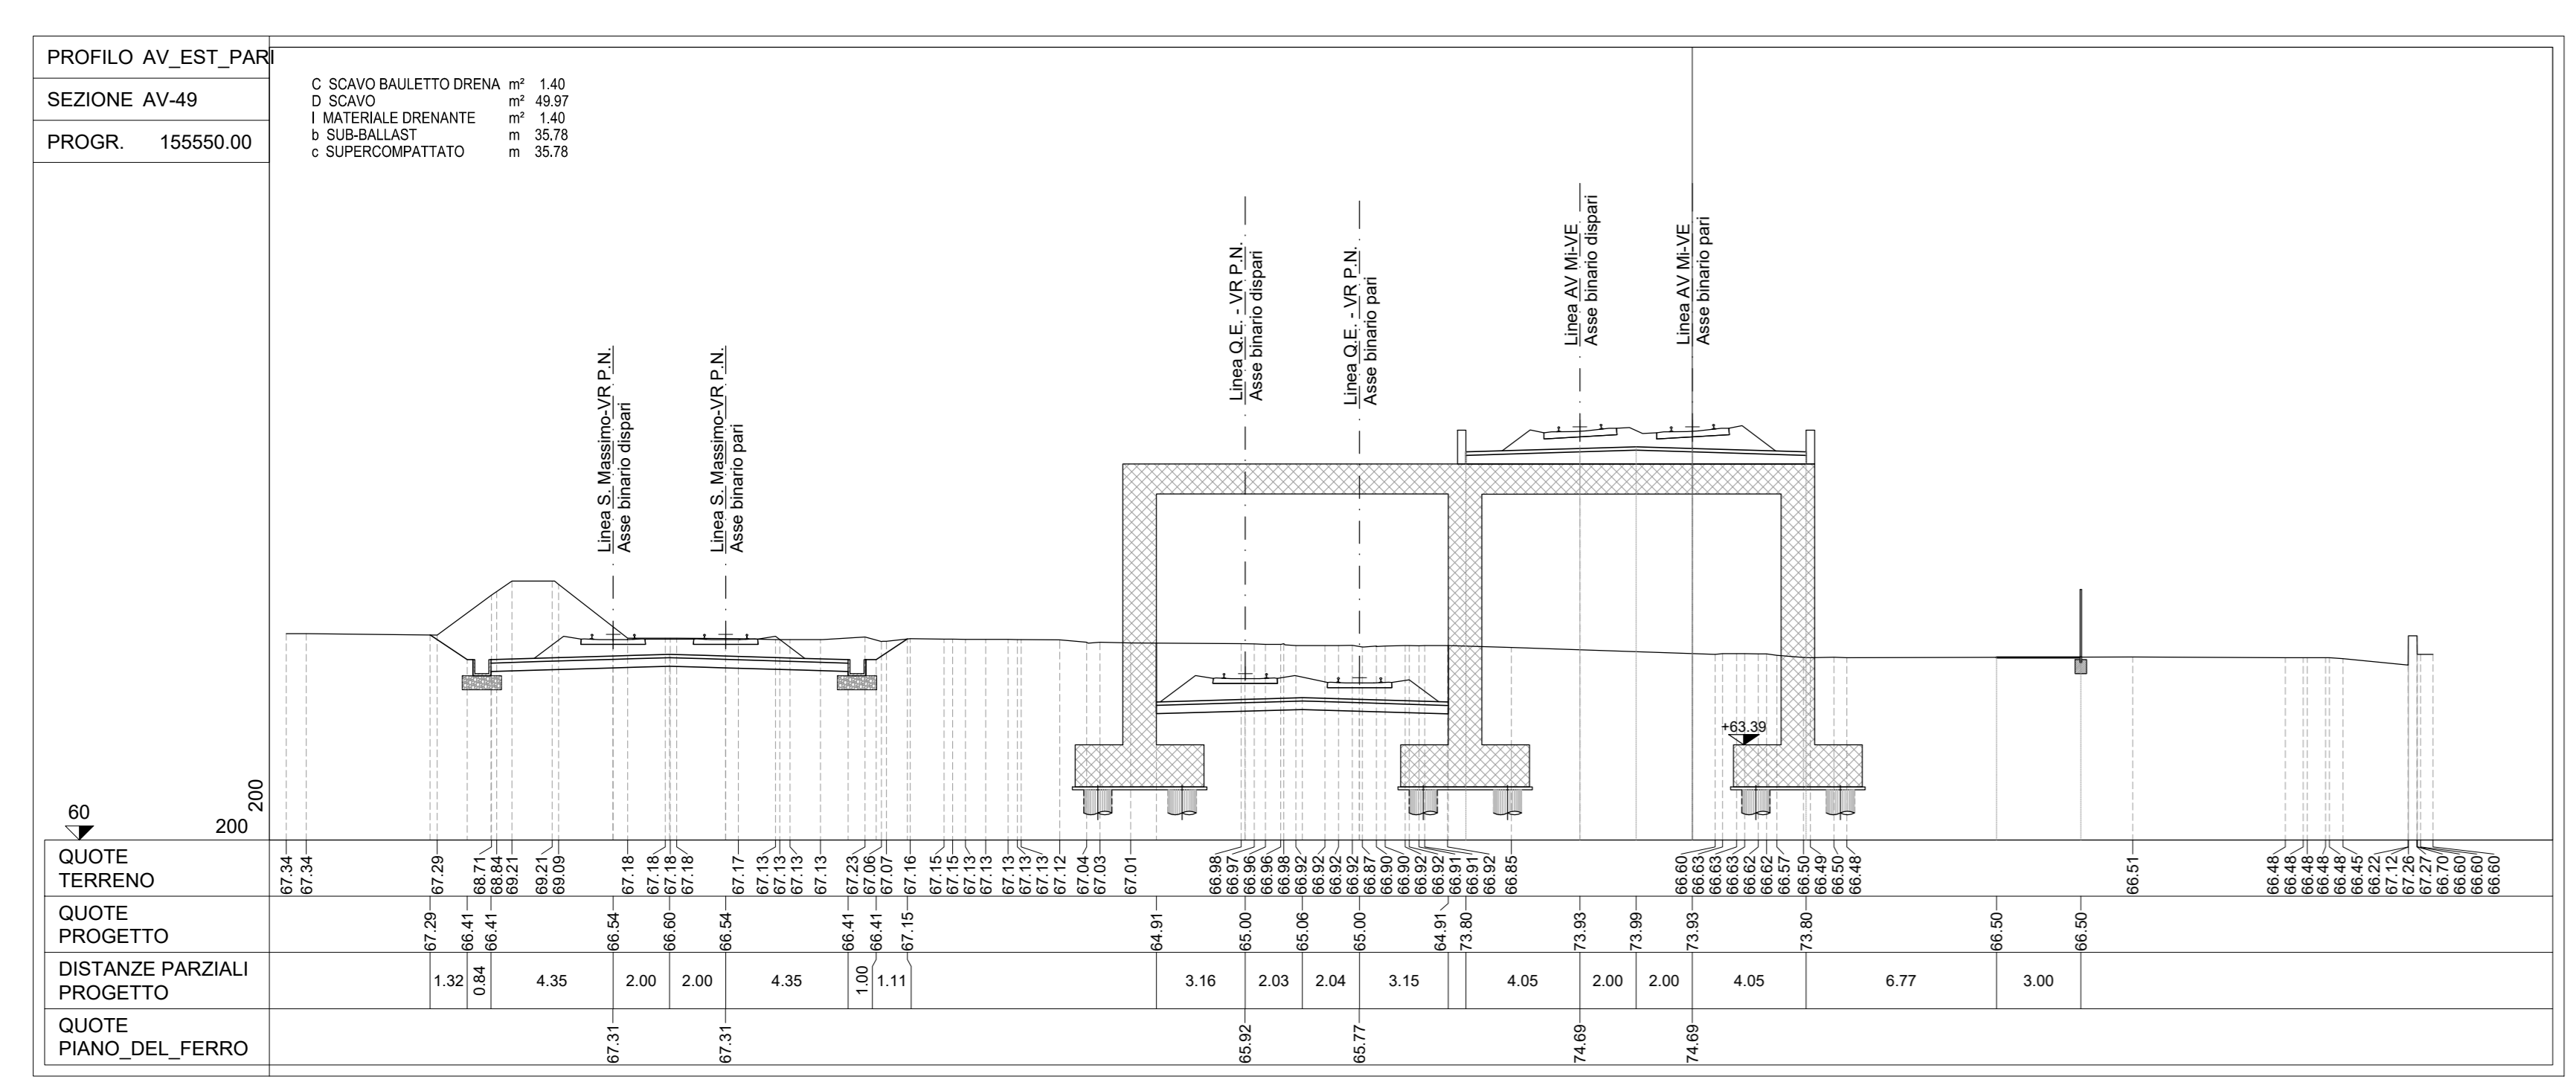 PROFILO AV_EST_PARI
SEZIONE AV-49
PROGR. 155550.00
C SCAVO BAULETTO DRENA m² 1.40
D SCAVO m² 49.97
I MATERIALE DRENANTE m² 1.40
b SUB-BALLAST m 35.78
c SUPERCOMPATTATO m 35.78
Linea S. Massimo-VR P.N.
Asse binario dispari
Linea S. Massimo-VR P.N.
Asse binario pari
Linea Q.E. - VR P.N.
Asse binario dispari
Linea Q.E. - VR P.N.
Asse binario pari
Linea AV Mi-VE
Asse binario dispari
Linea AV Mi-VE
Asse binario pari
+63.39
60
200
200
QUOTE
TERRENO
67.34 67.34 67.29 68.71 68.84 69.21 69.21 69.09 67.18 67.18 67.18 67.18 67.17 67.13 67.13 67.13 67.13 67.23 67.06 67.07 67.16 67.15 67.15 67.13 67.13 67.13 67.13 67.13 67.12 67.04 67.03 67.01 66.98 66.97 66.96 66.96 66.98 66.92 66.92 66.92 66.92 66.87 66.90 66.90 66.92 66.92 66.91 66.91 66.92 66.85 66.60 66.63 66.63 66.63 66.62 66.62 66.57 66.50 66.49 66.50 66.48 66.51 66.48 66.48 66.48 66.48 66.48 66.45 66.22 67.12 67.26 67.27 66.70 66.60 66.60 66.60
QUOTE
PROGETTO
67.29 66.41 66.41 66.54 66.60 66.54 66.41 66.41 67.15 64.91 65.00 65.06 65.00 64.91 73.80 73.93 73.99 73.93 73.80 66.50 66.50
DISTANZE PARZIALI
PROGETTO
1.32 0.84 4.35 2.00 2.00 4.35 1.00 1.11 3.16 2.03 2.04 3.15 4.05 2.00 2.00 4.05 6.77 3.00
QUOTE
PIANO_DEL_FERRO
67.31 67.31 65.92 65.77 74.69 74.69